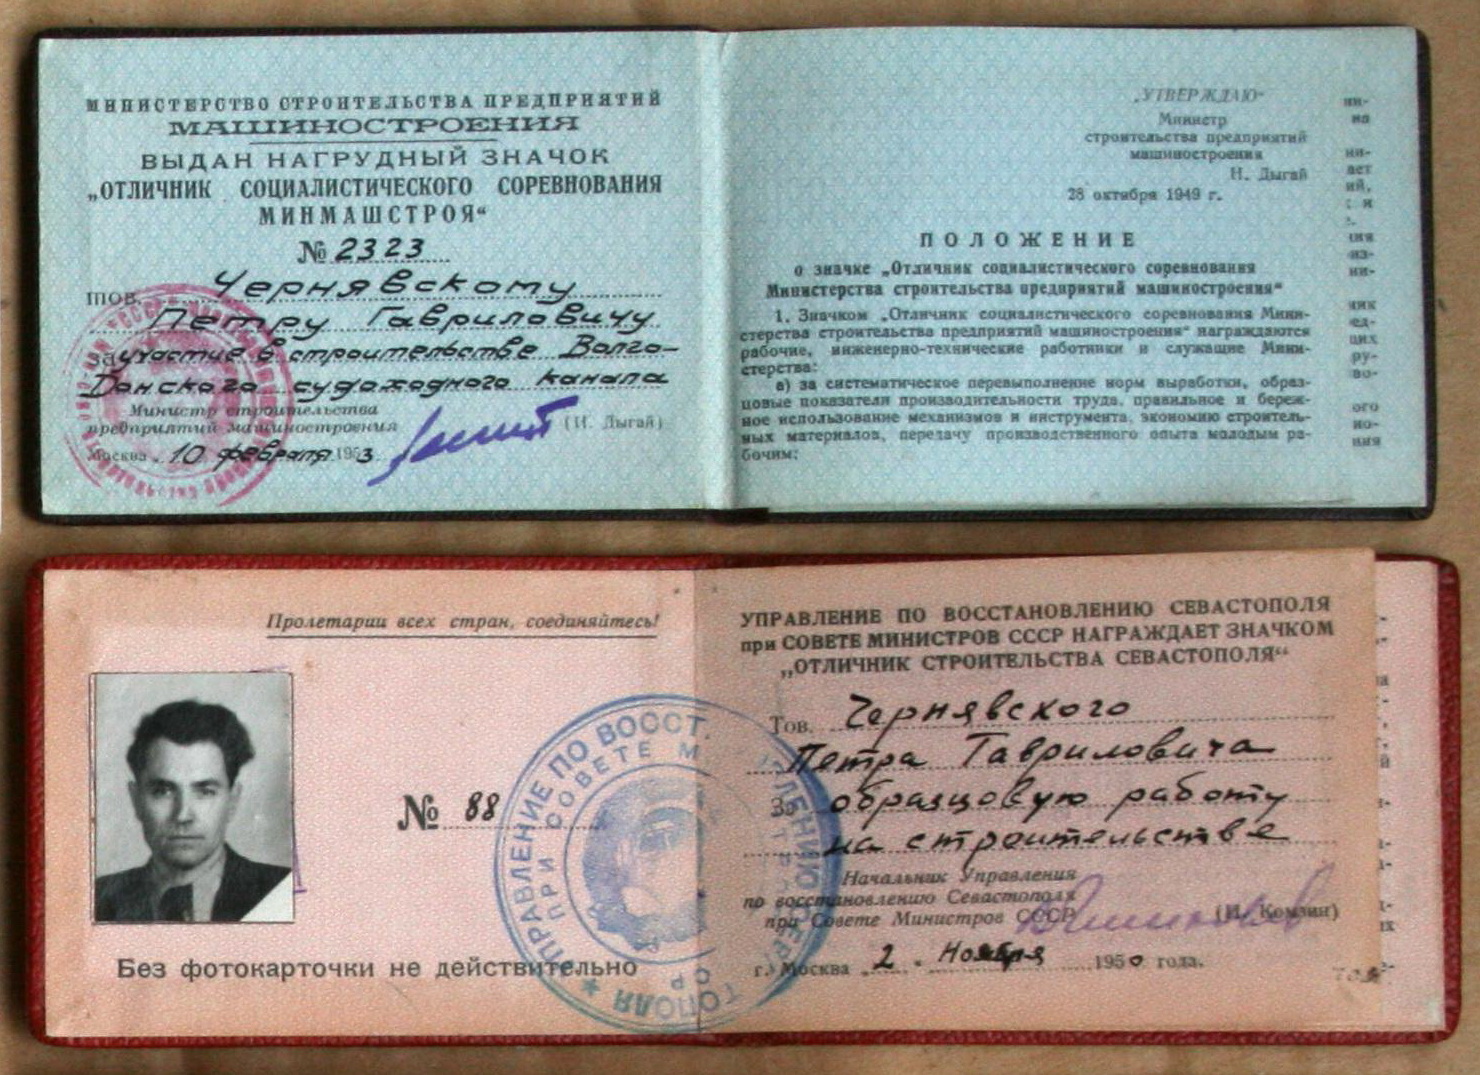 МИНИСТЕРСТВО СТРОИТЕЛЬСТВА ПРЕДПРИЯТИЙ
МАШИНОСТРОЕНИЯ
ВЫДАН НАГРУДНЫЙ ЗНАЧОК
„ОТЛИЧНИК СОЦИАЛИСТИЧЕСКОГО СОРЕВНОВАНИЯ
МИНМАШСТРОЯ“
№ 2323
тов. Чернявскому
Петру Гавриловичу
за участие в строительстве Волго-
Донского судоходного канала
Министр строительства
предприятий машиностроения
(Н. Дыгай)
Москва „10 февраля 1953
„УТВЕРЖДАЮ“
Министр
строительства предприятий
машиностроения
Н. Дыгай
28 октября 1949 г.
ПОЛОЖЕНИЕ
о значке „Отличник социалистического соревнования
Министерства строительства предприятий машиностроения“
1. Значком „Отличник социалистического соревнования Мини-
стерства строительства предприятий машиностроения“ награждаются
рабочие, инженерно-технические работники и служащие Мини-
стерства:
а) за систематическое перевыполнение норм выработки, образ-
цовые показатели производительности труда, правильное и береж-
ное использование механизмов и инструмента, экономию строитель-
ных материалов, передачу производственного опыта молодым ра-
бочим;
Пролетарии всех стран, соединяйтесь!
№ 88
Без фотокарточки не действительно
УПРАВЛЕНИЕ ПО ВОССТ.
ПРИ СОВЕТЕ М
УПРАВЛЕНИЕ ПО ВОССТАНОВЛЕНИЮ СЕВАСТОПОЛЯ
при СОВЕТЕ МИНИСТРОВ СССР НАГРАЖДАЕТ ЗНАЧКОМ
„ОТЛИЧНИК СТРОИТЕЛЬСТВА СЕВАСТОПОЛЯ“
Тов. Чернявского
Петра Гавриловича
За образцовую работу
на строительстве
Начальник Управления
по восстановлению Севастополя
при Совете Министров СССР
(И. Комзин)
г. Москва „2 “ Ноября 1950 года.